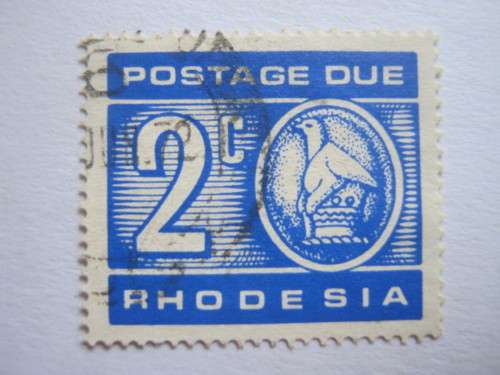 POSTAGE DUE
2c
RHODESIA